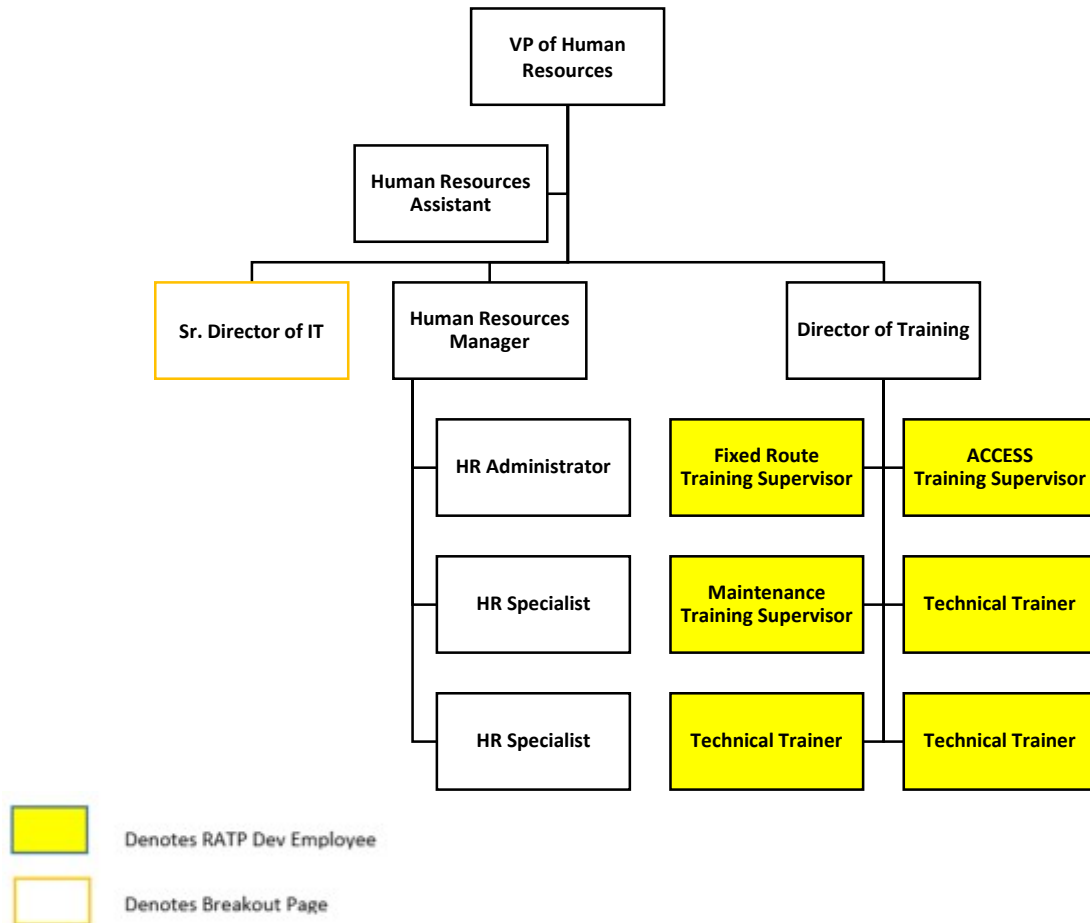 VP of Human
Resources
Human Resources
Assistant
Sr. Director of IT
Human Resources
Manager
Director of Training
HR Administrator
Fixed Route
Training Supervisor
ACCESS
Training Supervisor
HR Specialist
Maintenance
Training Supervisor
Technical Trainer
HR Specialist
Technical Trainer
Technical Trainer
Denotes RATP Dev Employee
Denotes Breakout Page